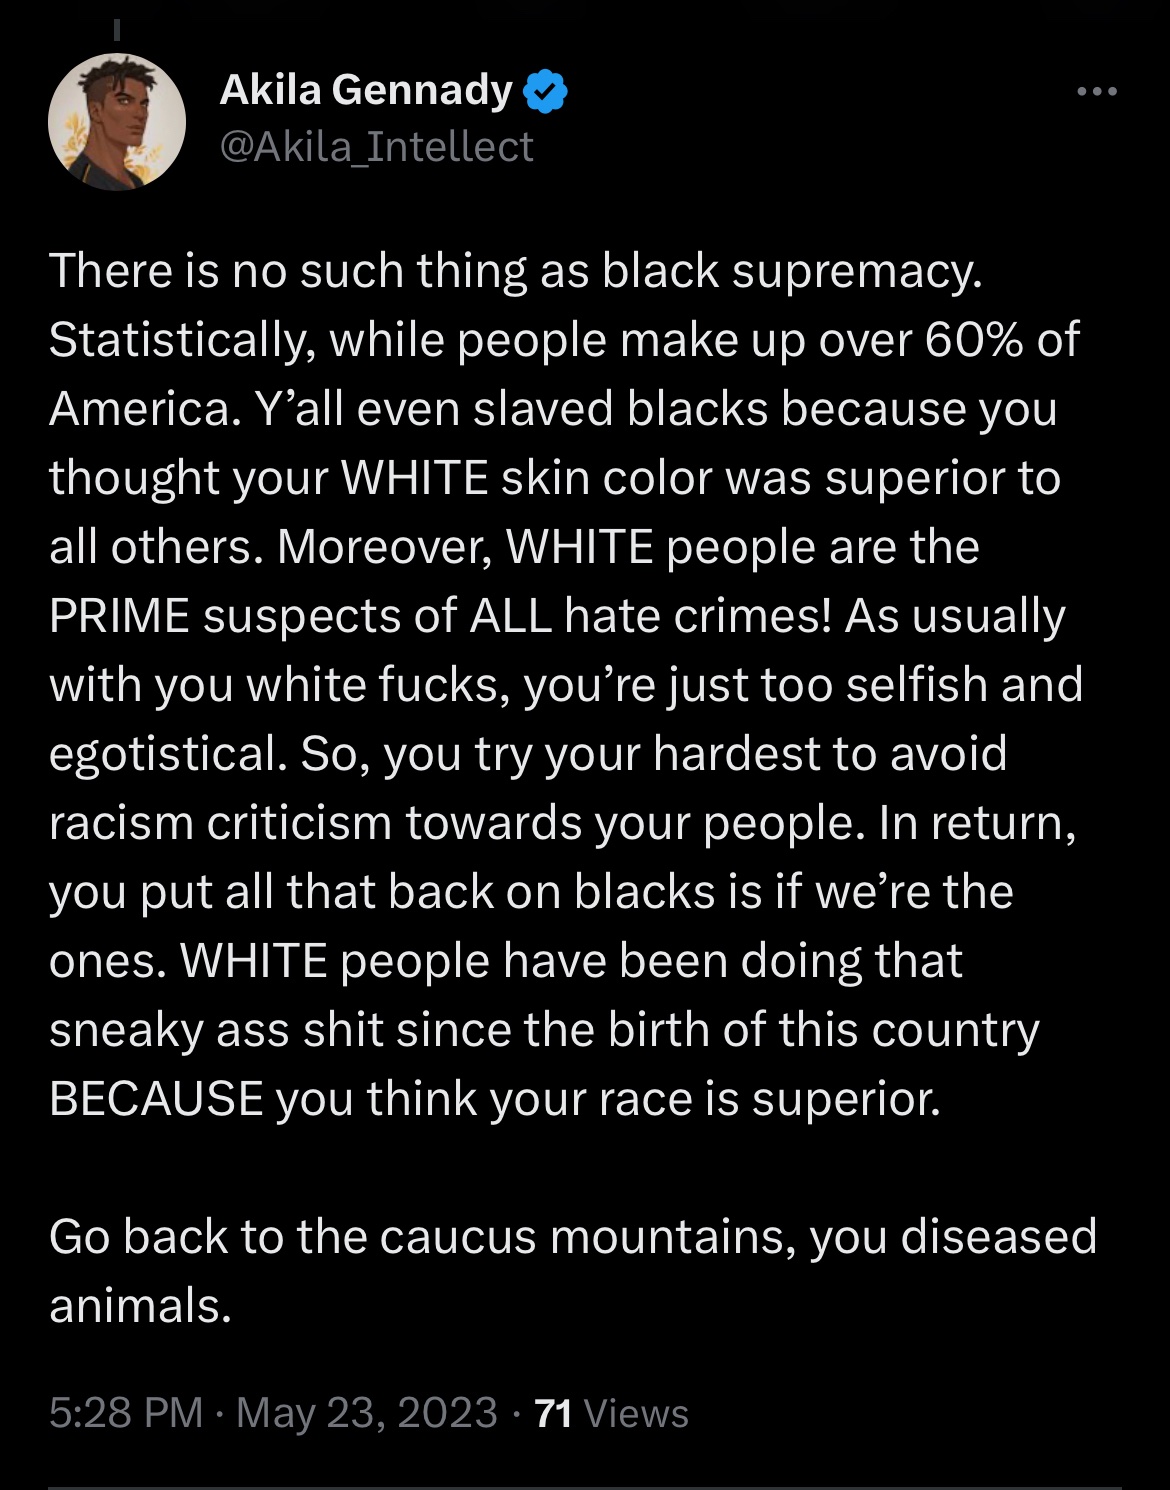 Akila Gennady
@Akila_Intellect
There is no such thing as black supremacy.
Statistically, while people make up over 60% of
America. Y’all even slaved blacks because you
thought your WHITE skin color was superior to
all others. Moreover, WHITE people are the
PRIME suspects of ALL hate crimes! As usually
with you white fucks, you’re just too selfish and
egotistical. So, you try your hardest to avoid
racism criticism towards your people. In return,
you put all that back on blacks is if we’re the
ones. WHITE people have been doing that
sneaky ass shit since the birth of this country
BECAUSE you think your race is superior.
Go back to the caucus mountains, you diseased
animals.
5:28 PM · May 23, 2023 · 71 Views